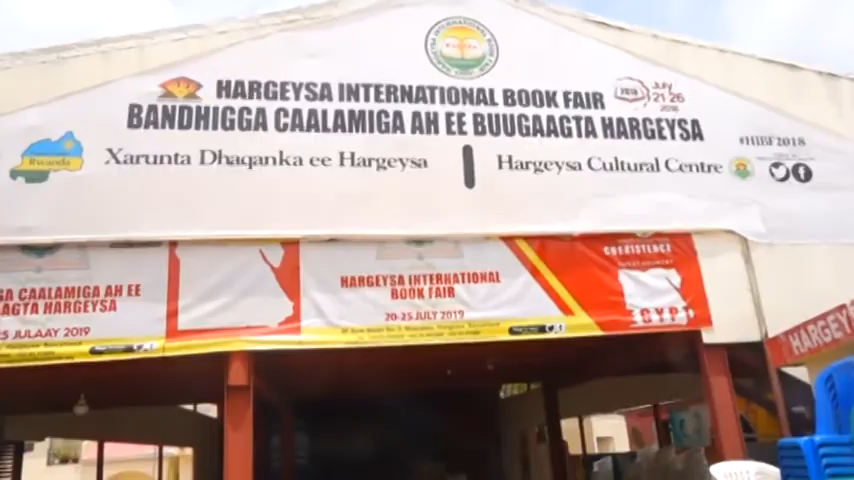 HARGEYSA INTERNATIONAL BOOK FAIR
BANDHIGGA CAALAMIGA AH EE BUUGAAGTA HARGEYSA
2018
July
21-26
2018
Rwanda
Xarunta Dhaqanka ee Hargeysa
Hargeysa Cultural Centre
#HIBF2018
CAALAMIGA AH EE
HARGEYSA
JULAAY 2019
HARGEYSA INTERNATIONAL
BOOK FAIR
20-25 JULY 2019
COEXISTENCE
EGYPT
HARGEY